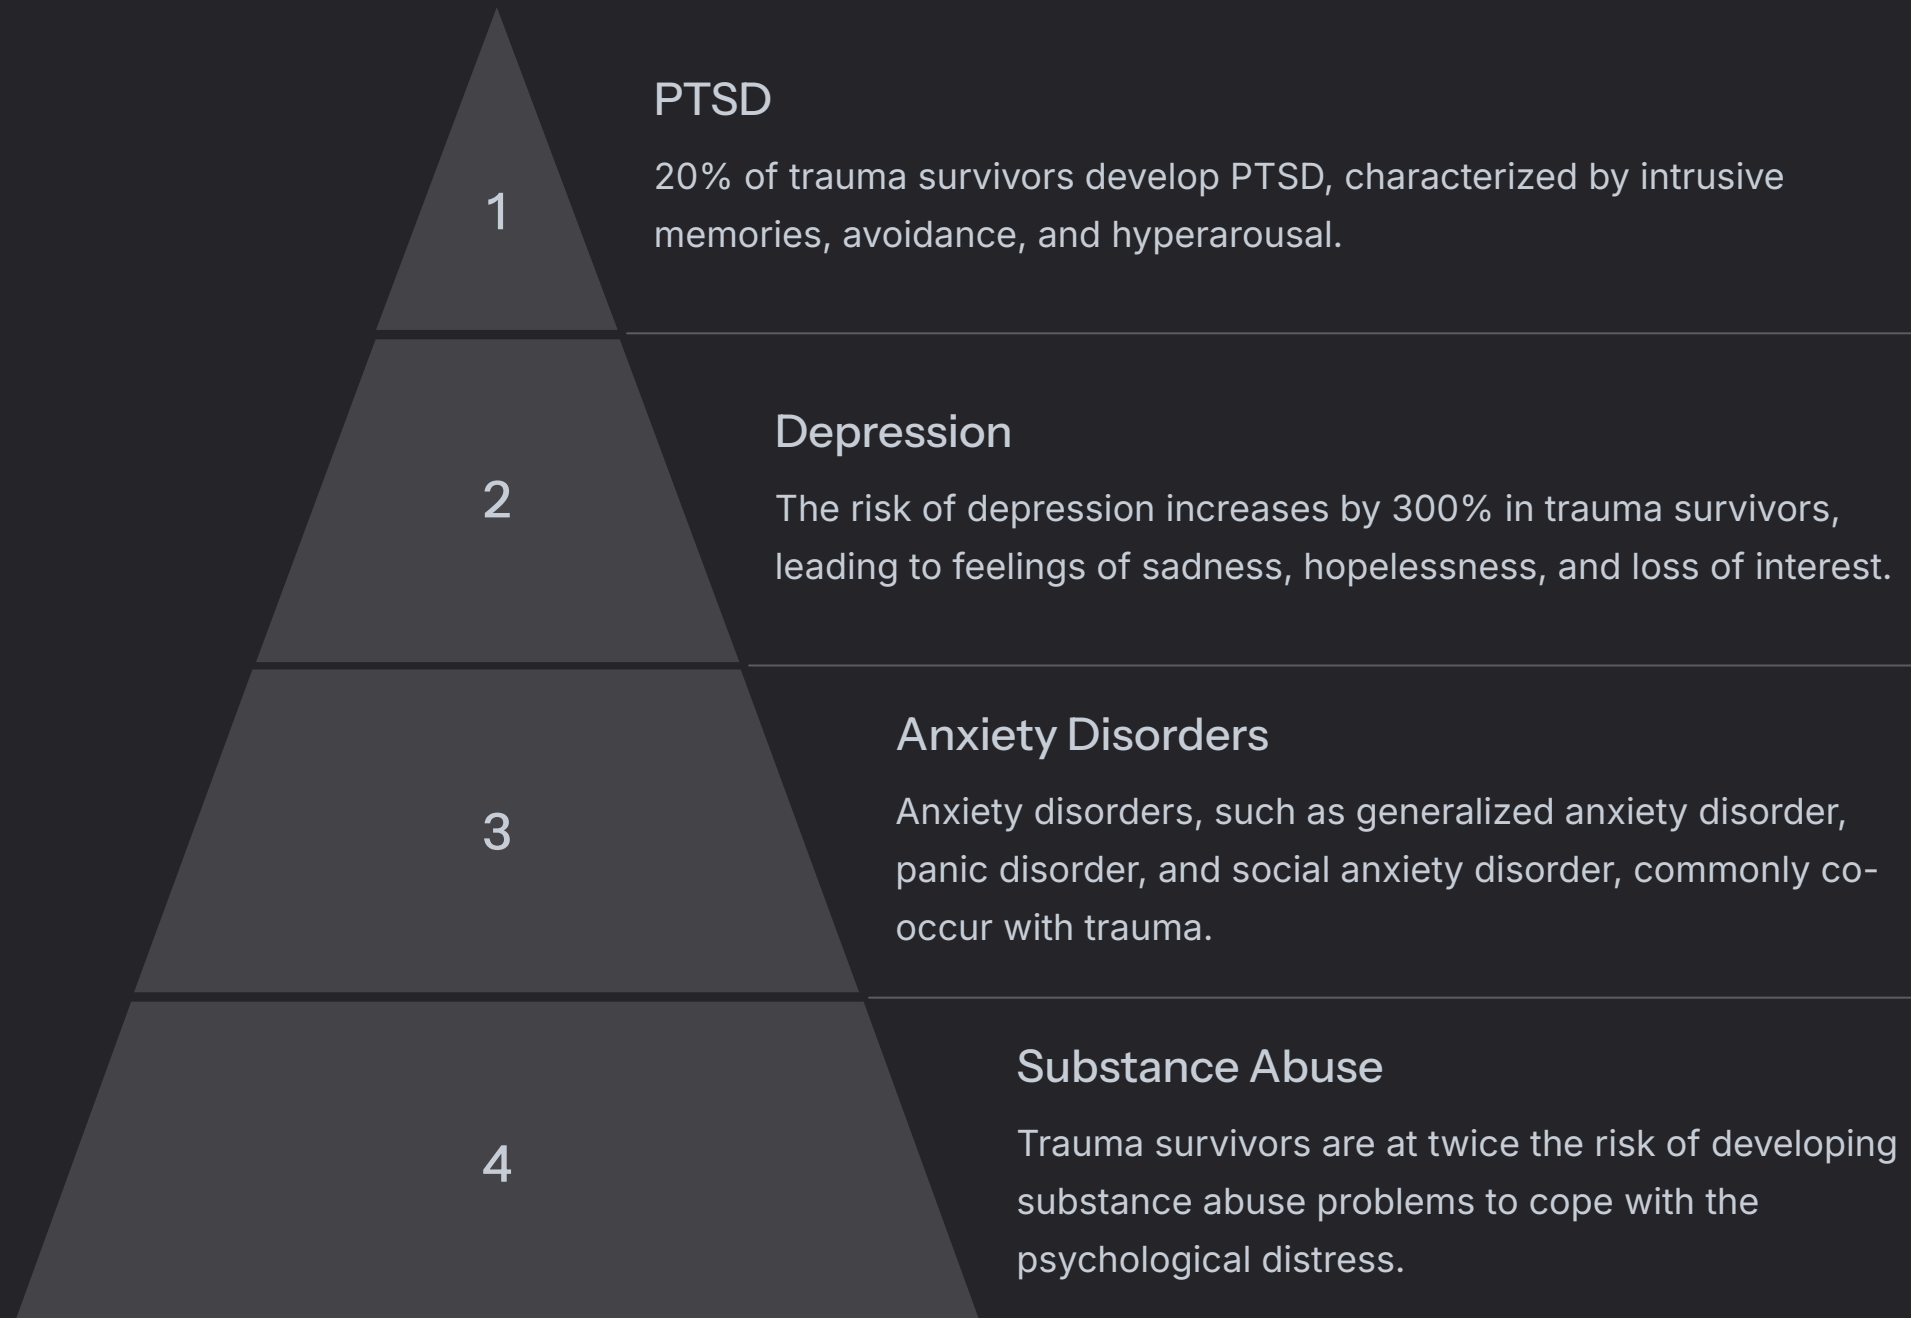 1
PTSD
20% of trauma survivors develop PTSD, characterized by intrusive
memories, avoidance, and hyperarousal.
2
Depression
The risk of depression increases by 300% in trauma survivors,
leading to feelings of sadness, hopelessness, and loss of interest.
3
Anxiety Disorders
Anxiety disorders, such as generalized anxiety disorder,
panic disorder, and social anxiety disorder, commonly co-
occur with trauma.
4
Substance Abuse
Trauma survivors are at twice the risk of developing
substance abuse problems to cope with the
psychological distress.